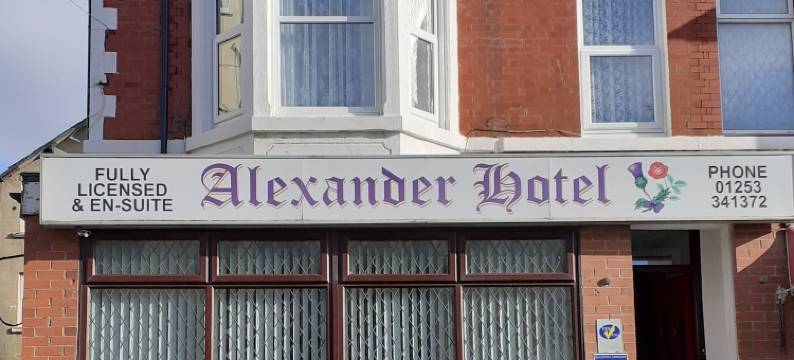 FULLY
LICENSED
& EN-SUITE
Alexander Hotel
PHONE
01253
341372